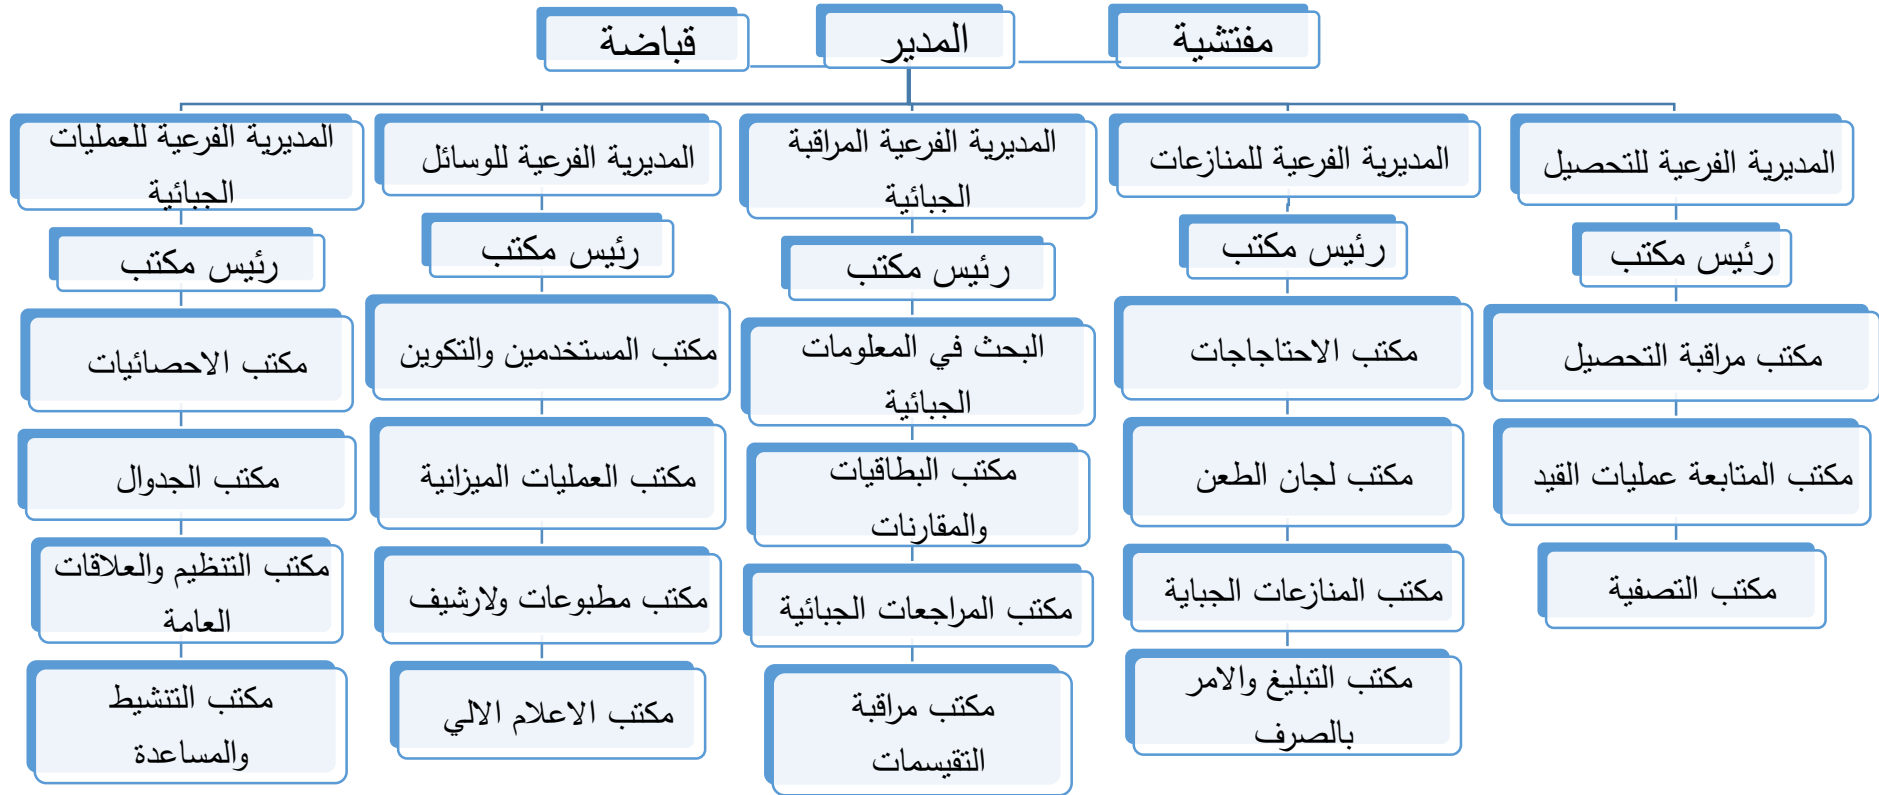 مفتشية
المدير
قباضة
المديرية الفرعية للتحصيل
المديرية الفرعية للمنازعات
المديرية الفرعية المراقبة
الجبائية
المديرية الفرعية للوسائل
المديرية الفرعية للعمليات
الجبائية
رئيس مكتب
رئيس مكتب
رئيس مكتب
رئيس مكتب
رئيس مكتب
مكتب مراقبة التحصيل
مكتب الاحتاجاجات
البحث في المعلومات
الجبائية
مكتب المستخدمين والتكوين
مكتب الاحصائيات
مكتب المتابعة عمليات القيد
مكتب لجان الطعن
مكتب البطاقيات
والمقارنات
مكتب العمليات الميزانية
مكتب الجدوال
مكتب التصفية
مكتب المنازعات الجباية
مكتب المراجعات الجبائية
مكتب مطبوعات ولارشيف
مكتب التنظيم والعلاقات
العامة
مكتب التبليغ والامر
بالصرف
مكتب مراقبة
التقيسمات
مكتب الاعلام الالي
مكتب التنشيط
والمساعدة